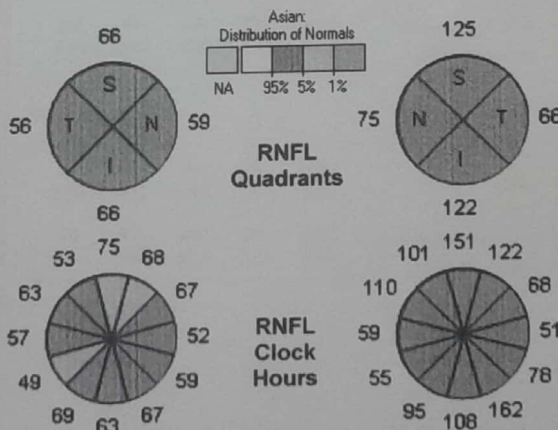 Asian:
Distribution of Normals
NA 95% 5% 1%
66
S
56 T N 59
I
66
RNFL
Quadrants
125
S
75 N T 66
I
122
75
53 68
63 67
57 52
49 59
69 67
63
RNFL
Clock
Hours
151
101 122
110 68
59 51
55 78
95 162
108